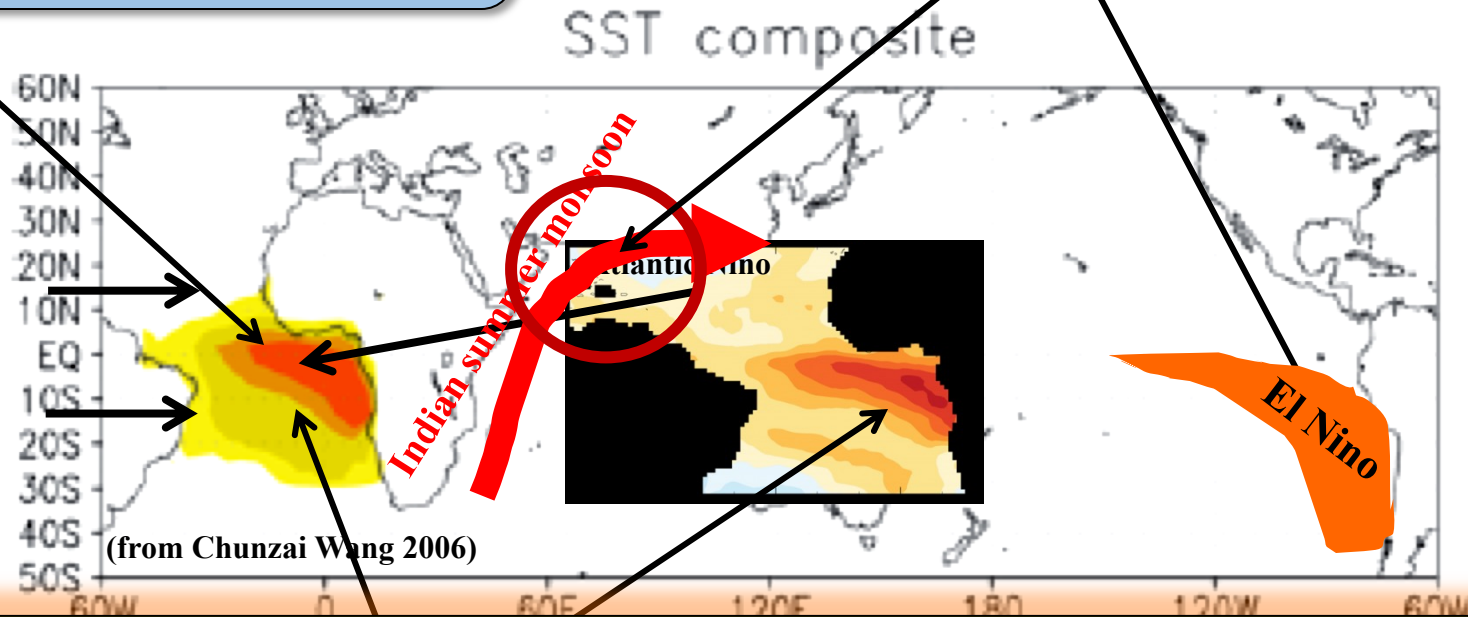 SST composite
60N
50N
40N
30N
20N
10N
EQ
10S
20S
30S
40S
50S
Indian summer monsoon
Atlantic Nino
El Nino
(from Chunzai Wang 2006)
60W
0
60E
120E
180
120W
60W